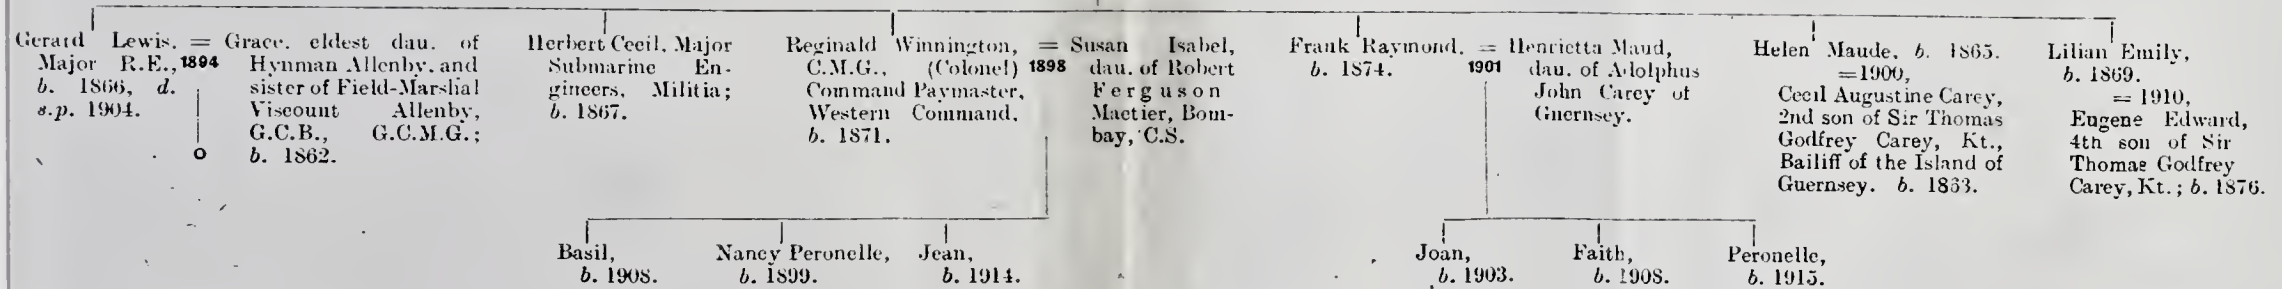 Gerard Lewis, =
Major R.E., 1894
b. 1866, d.
s.p. 1904.
o
Grace, eldest dau. of
Hynman Allenby, and
sister of Field-Marshal
Viscount Allenby,
G.C.B., G.C.M.G.;
b. 1862.
Herbert Cecil, Major
Submarine En-
gineers, Militia;
b. 1867.
Reginald Winnington, =
C.M.G., (Colonel) 1898
Command Paymaster,
Western Command,
b. 1871.
Susan Isabel,
dau. of Robert
Ferguson
Mactier, Bom-
bay, C.S.
Frank Raymond, =
b. 1874. 1901
Henrietta Maud,
dau. of Adolphus
John Carey of
Guernsey.
Helen Maude, b. 1865.
=1900,
Cecil Augustine Carey,
2nd son of Sir Thomas
Godfrey Carey, Kt.,
Bailiff of the Island of
Guernsey. b. 1863.
Lilian Emily,
b. 1869.
= 1910,
Eugene Edward,
4th son of Sir
Thomas Godfrey
Carey, Kt.; b. 1876.
Basil,
b. 1908.
Nancy Peronelle,
b. 1899.
Jean,
b. 1914.
Joan,
b. 1903.
Faith,
b. 1908.
Peronelle,
b. 1915.